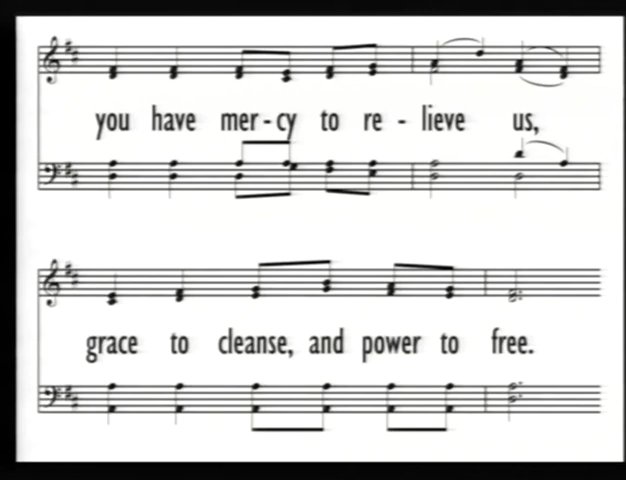 you have mer - cy to re - lieve us,
grace to cleanse, and power to free.